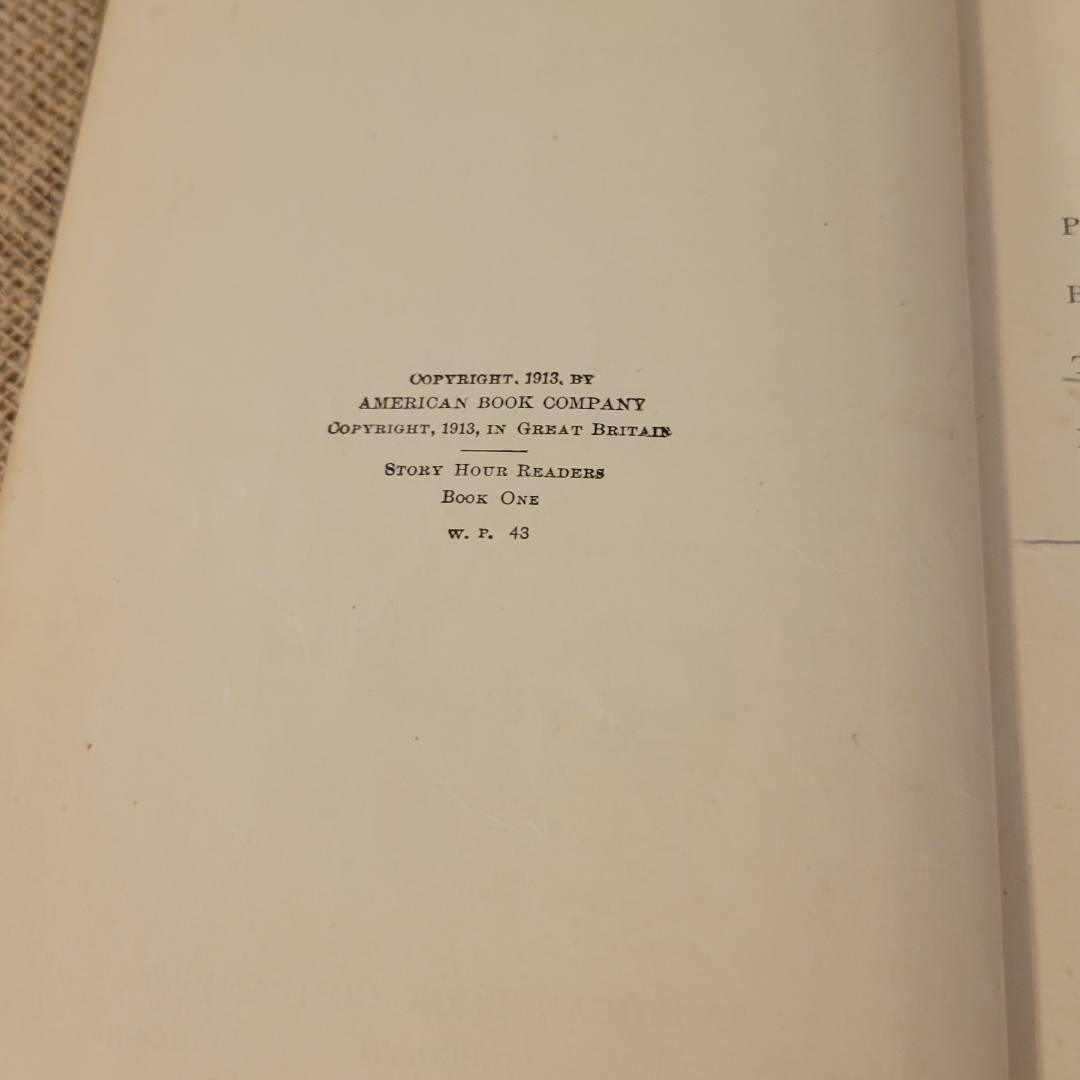 COPYRIGHT, 1913, BY
AMERICAN BOOK COMPANY
COPYRIGHT, 1913, IN GREAT BRITAIN
STORY HOUR READERS
BOOK ONE
W. P. 43
P